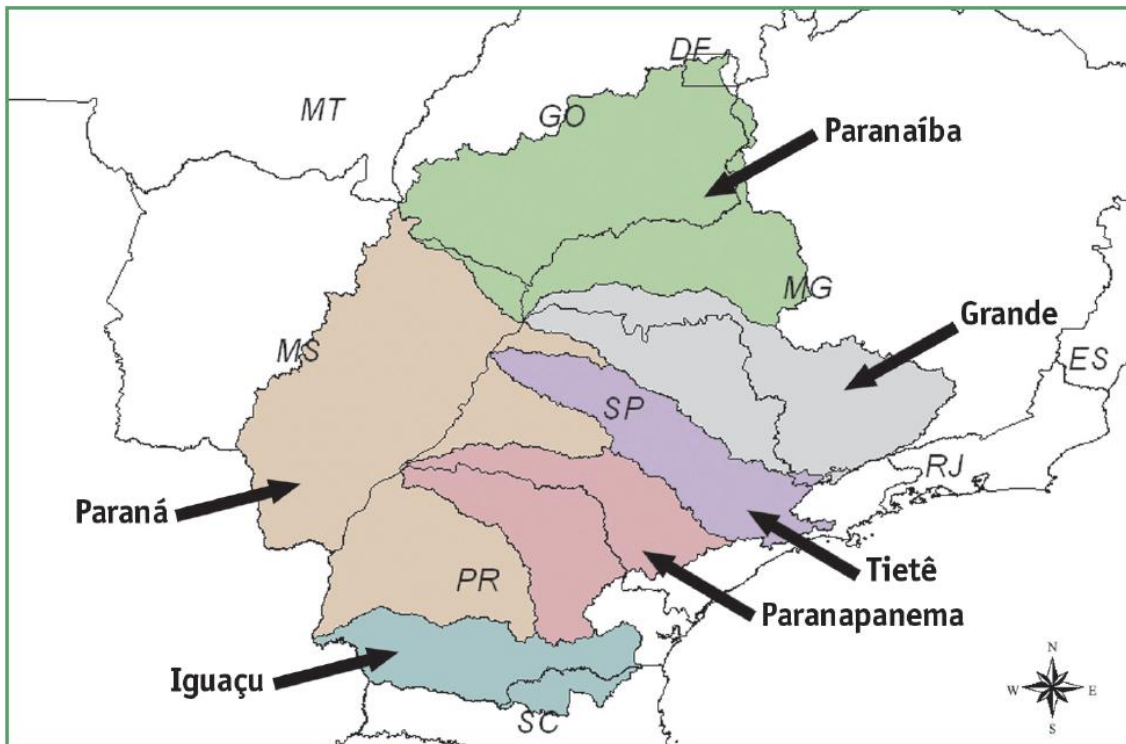 DF
MT
GO
Paranaíba
MG
Grande
MS
ES
SP
RJ
Paraná
Tietê
PR
Paranapanema
Iguaçu
SC
N
W E
S